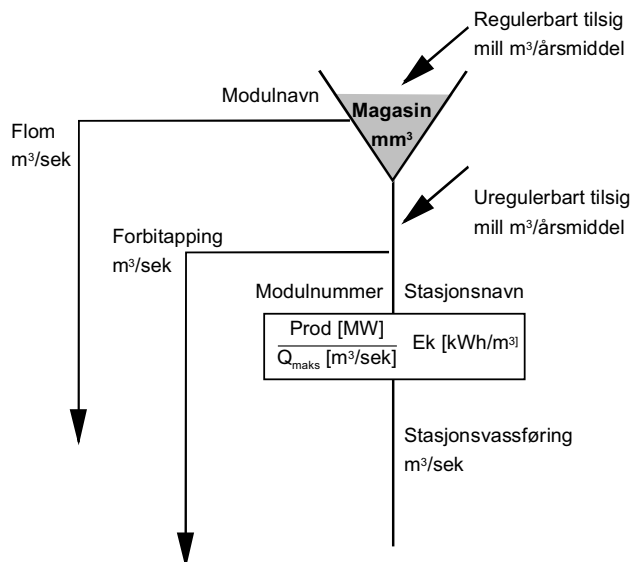 Regulerbart tilsig
mill m³/årsmiddel
Modulnavn
Magasin
mm³
Flom
m³/sek
Uregulerbart tilsig
mill m³/årsmiddel
Forbitapping
m³/sek
Modulnummer
Stasjonsnavn
Prod [MW]
Qmaks [m³/sek]
Ek [kWh/m³]
Stasjonsvassføring
m³/sek